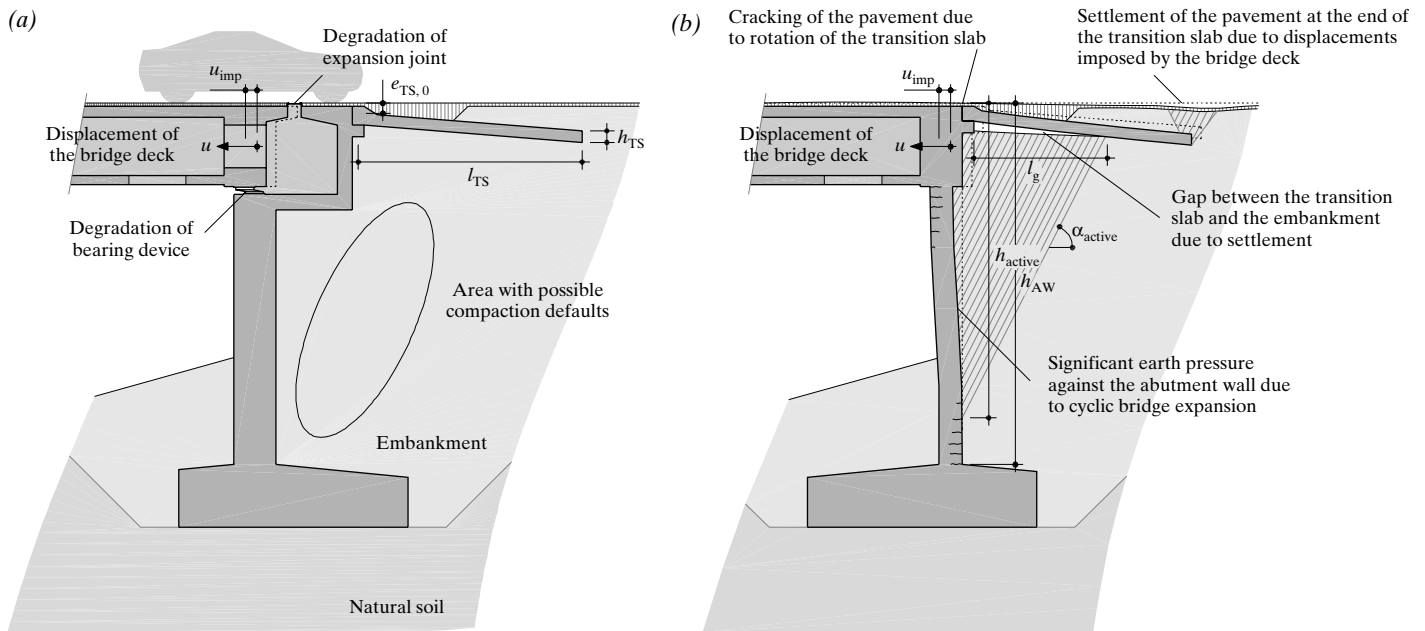 (a)
Degradation of
expansion joint
u_imp
e_TS, 0
Displacement of
the bridge deck
u
h_TS
l_TS
Degradation of
bearing device
Area with possible
compaction defaults
Embankment
Natural soil
(b)
Cracking of the pavement due
to rotation of the transition slab
Settlement of the pavement at the end of
the transition slab due to displacements
imposed by the bridge deck
u_imp
Displacement of
the bridge deck
u
l_g
Gap between the transition
slab and the embankment
due to settlement
α_active
h_active
h_AW
Significant earth pressure
against the abutment wall due
to cyclic bridge expansion